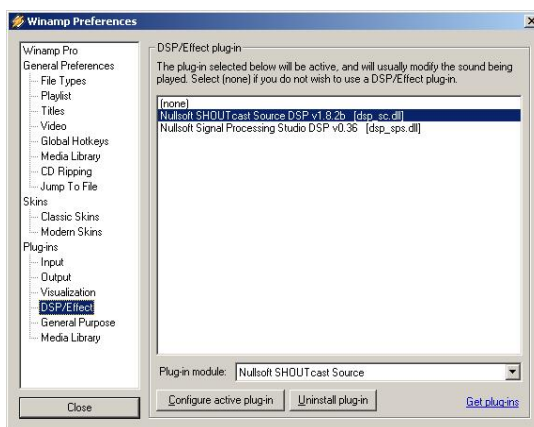 Winamp Preferences
Winamp Pro
General Preferences
File Types
Playlist
Titles
Video
Global Hotkeys
Media Library
CD Ripping
Jump To File
Skins
Classic Skins
Modern Skins
Plug-ins
Input
Output
Visualization
DSP/Effect
General Purpose
Media Library
Close
DSP/Effect plug-in
The plug-in selected below will be active, and will usually modify the sound being
played. Select (none) if you do not wish to use a DSP/Effect plug-in.
(none)
Nullsoft SHOUTcast Source DSP v1.8.2b [dsp_sc.dll]
Nullsoft Signal Processing Studio DSP v0.36 [dsp_sps.dll]
Plug-in module: Nullsoft SHOUTcast Source
Configure active plug-in Uninstall plug-in Get plug-ins